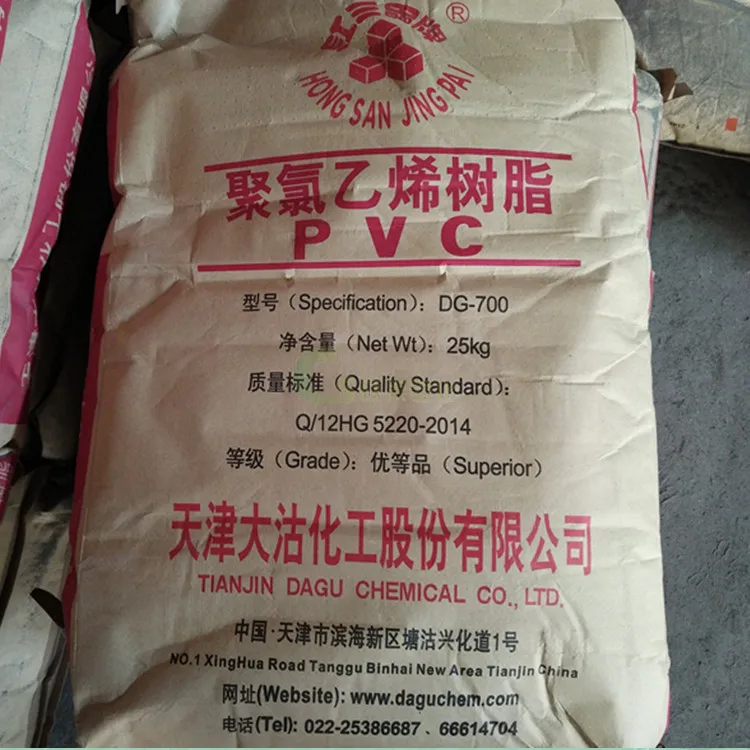 红三晶牌®
HONG SAN JING PAI
聚氯乙烯树脂
PVC
型号（Specification）：DG-700
净含量（Net Wt）：25kg
质量标准（Quality Standard）：
Q/12HG 5220-2014
等级（Grade）：优等品（Superior）
天津大沽化工股份有限公司
TIANJIN DAGU CHEMICAL CO., LTD.
中国·天津市滨海新区塘沽兴化道1号
NO.1 XingHua Road Tanggu Binhai New Area Tianjin China
网址(Website): www.daguchem.com
电话(Tel): 022-25386687、66614704